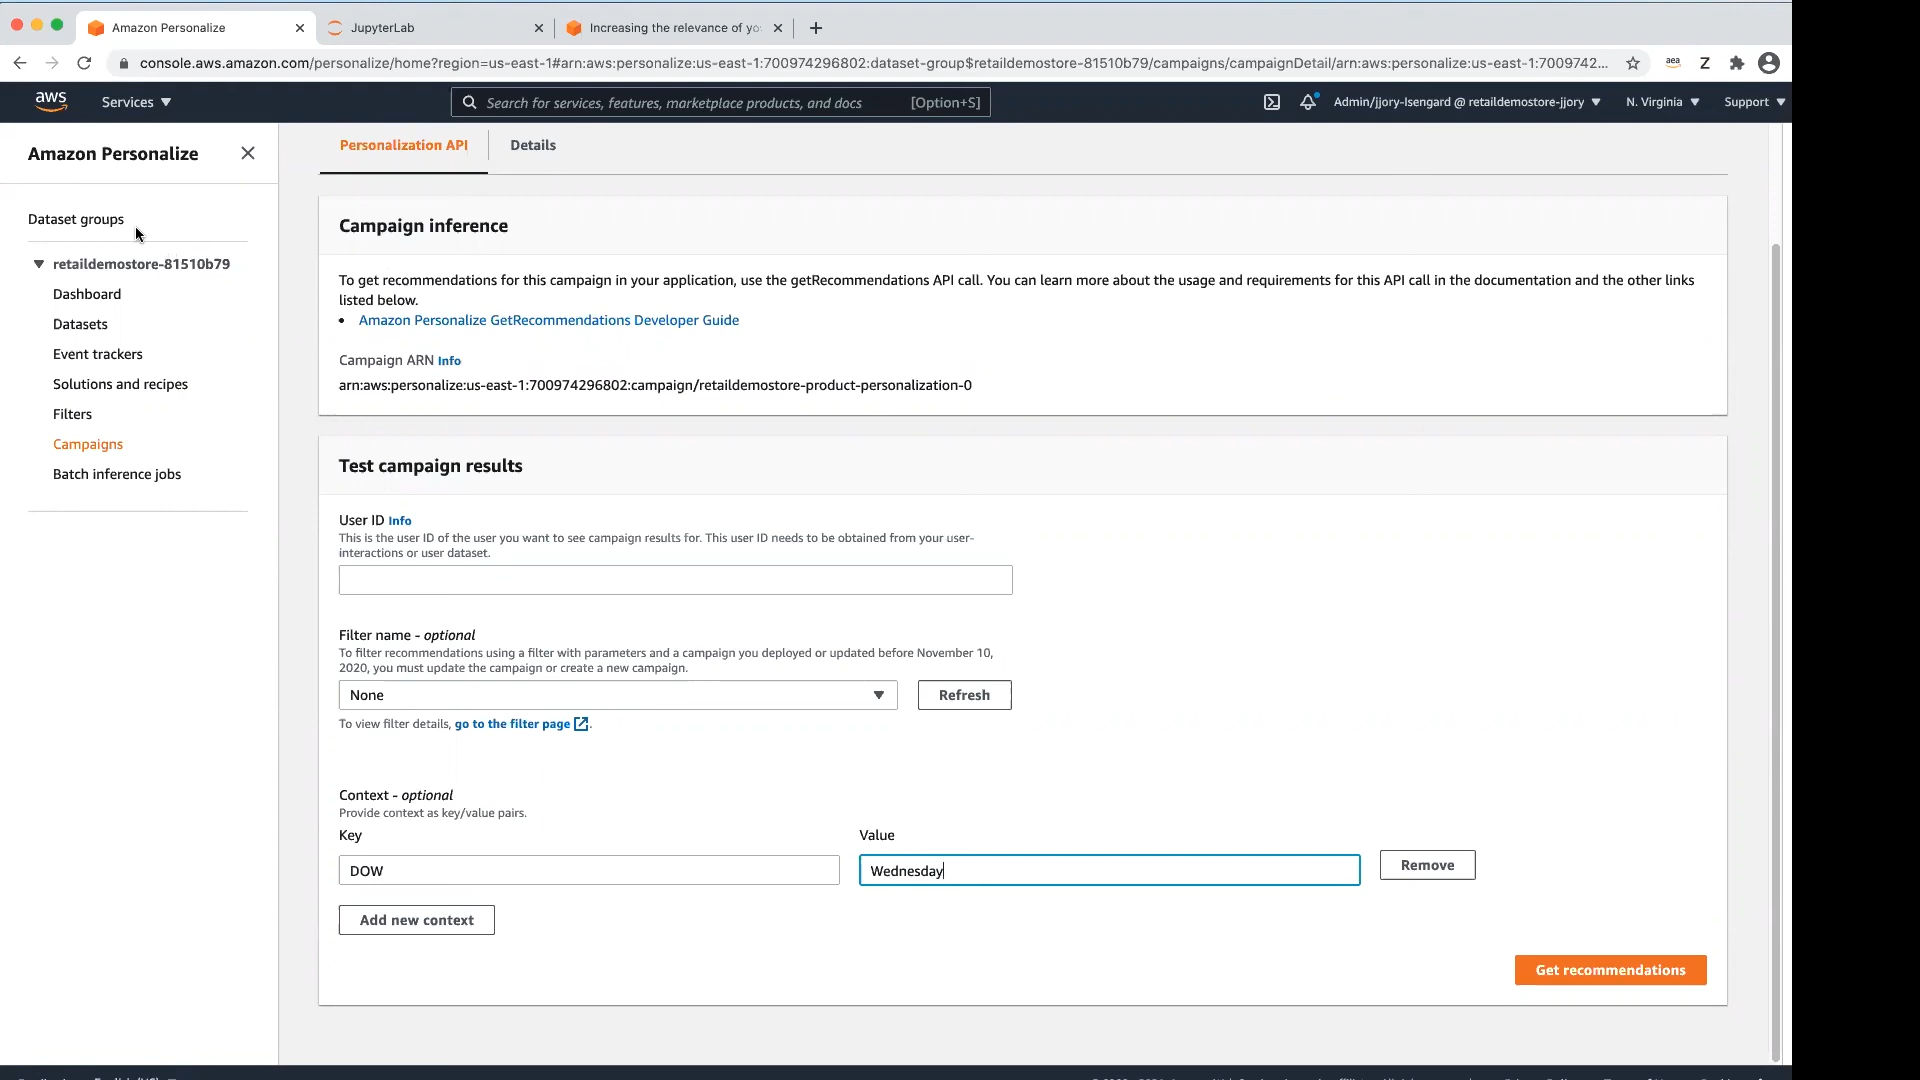 Amazon Personalize
JupyterLab
Increasing the relevance of yo
console.aws.amazon.com/personalize/home?region=us-east-1#arn:aws:personalize:us-east-1:700974296802:dataset-group$retaildemostore-81510b79/campaigns/campaignDetail/arn:aws:personalize:us-east-1:7009742...
aea
Z
aws
Services
Search for services, features, marketplace products, and docs
[Option+S]
Admin/jjory-Isengard @ retaildemostore-jjory
N. Virginia
Support
Amazon Personalize
Dataset groups
retaildemostore-81510b79
Dashboard
Datasets
Event trackers
Solutions and recipes
Filters
Campaigns
Batch inference jobs
Personalization API
Details
Campaign inference
To get recommendations for this campaign in your application, use the getRecommendations API call. You can learn more about the usage and requirements for this API call in the documentation and the other links
listed below.
• Amazon Personalize GetRecommendations Developer Guide
Campaign ARN Info
arn:aws:personalize:us-east-1:700974296802:campaign/retaildemostore-product-personalization-0
Test campaign results
User ID Info
This is the user ID of the user you want to see campaign results for. This user ID needs to be obtained from your user-
interactions or user dataset.
Filter name - optional
To filter recommendations using a filter with parameters and a campaign you deployed or updated before November 10,
2020, you must update the campaign or create a new campaign.
None
Refresh
To view filter details, go to the filter page.
Context - optional
Provide context as key/value pairs.
Key
Value
DOW
Wednesday
Remove
Add new context
Get recommendations